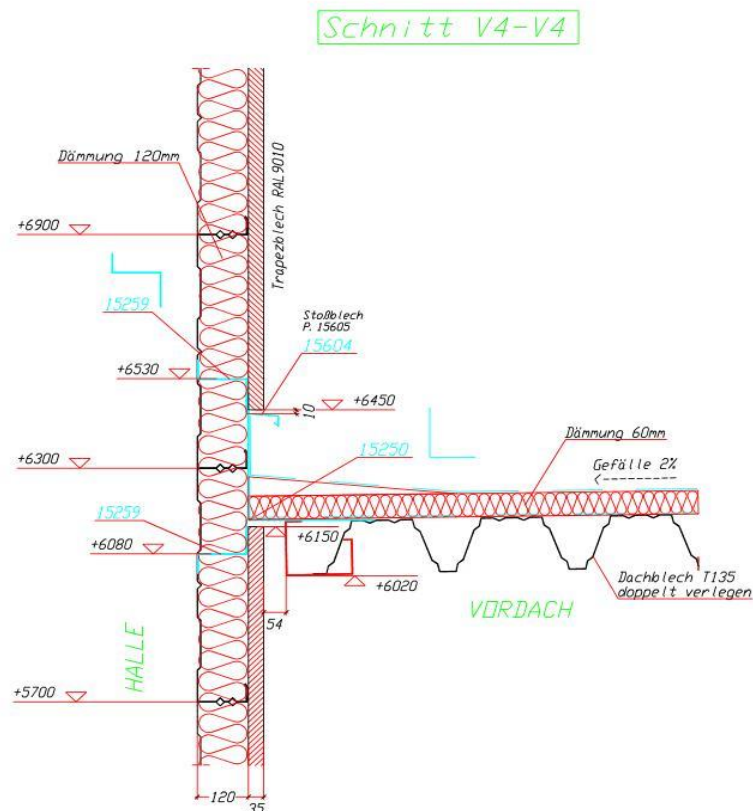 Schnitt V4-V4
Dämmung 120mm
Trapezblech RAL9010
+6900
15259
Stoßblech
P. 15605
15604
+6530
+6450
10
Dämmung 60mm
+6300
15250
Gefälle 2%
15259
+6150
+6080
+6020
Dachblech T135
doppelt verlegen
54
VORDACH
HALLE
+5700
120
35